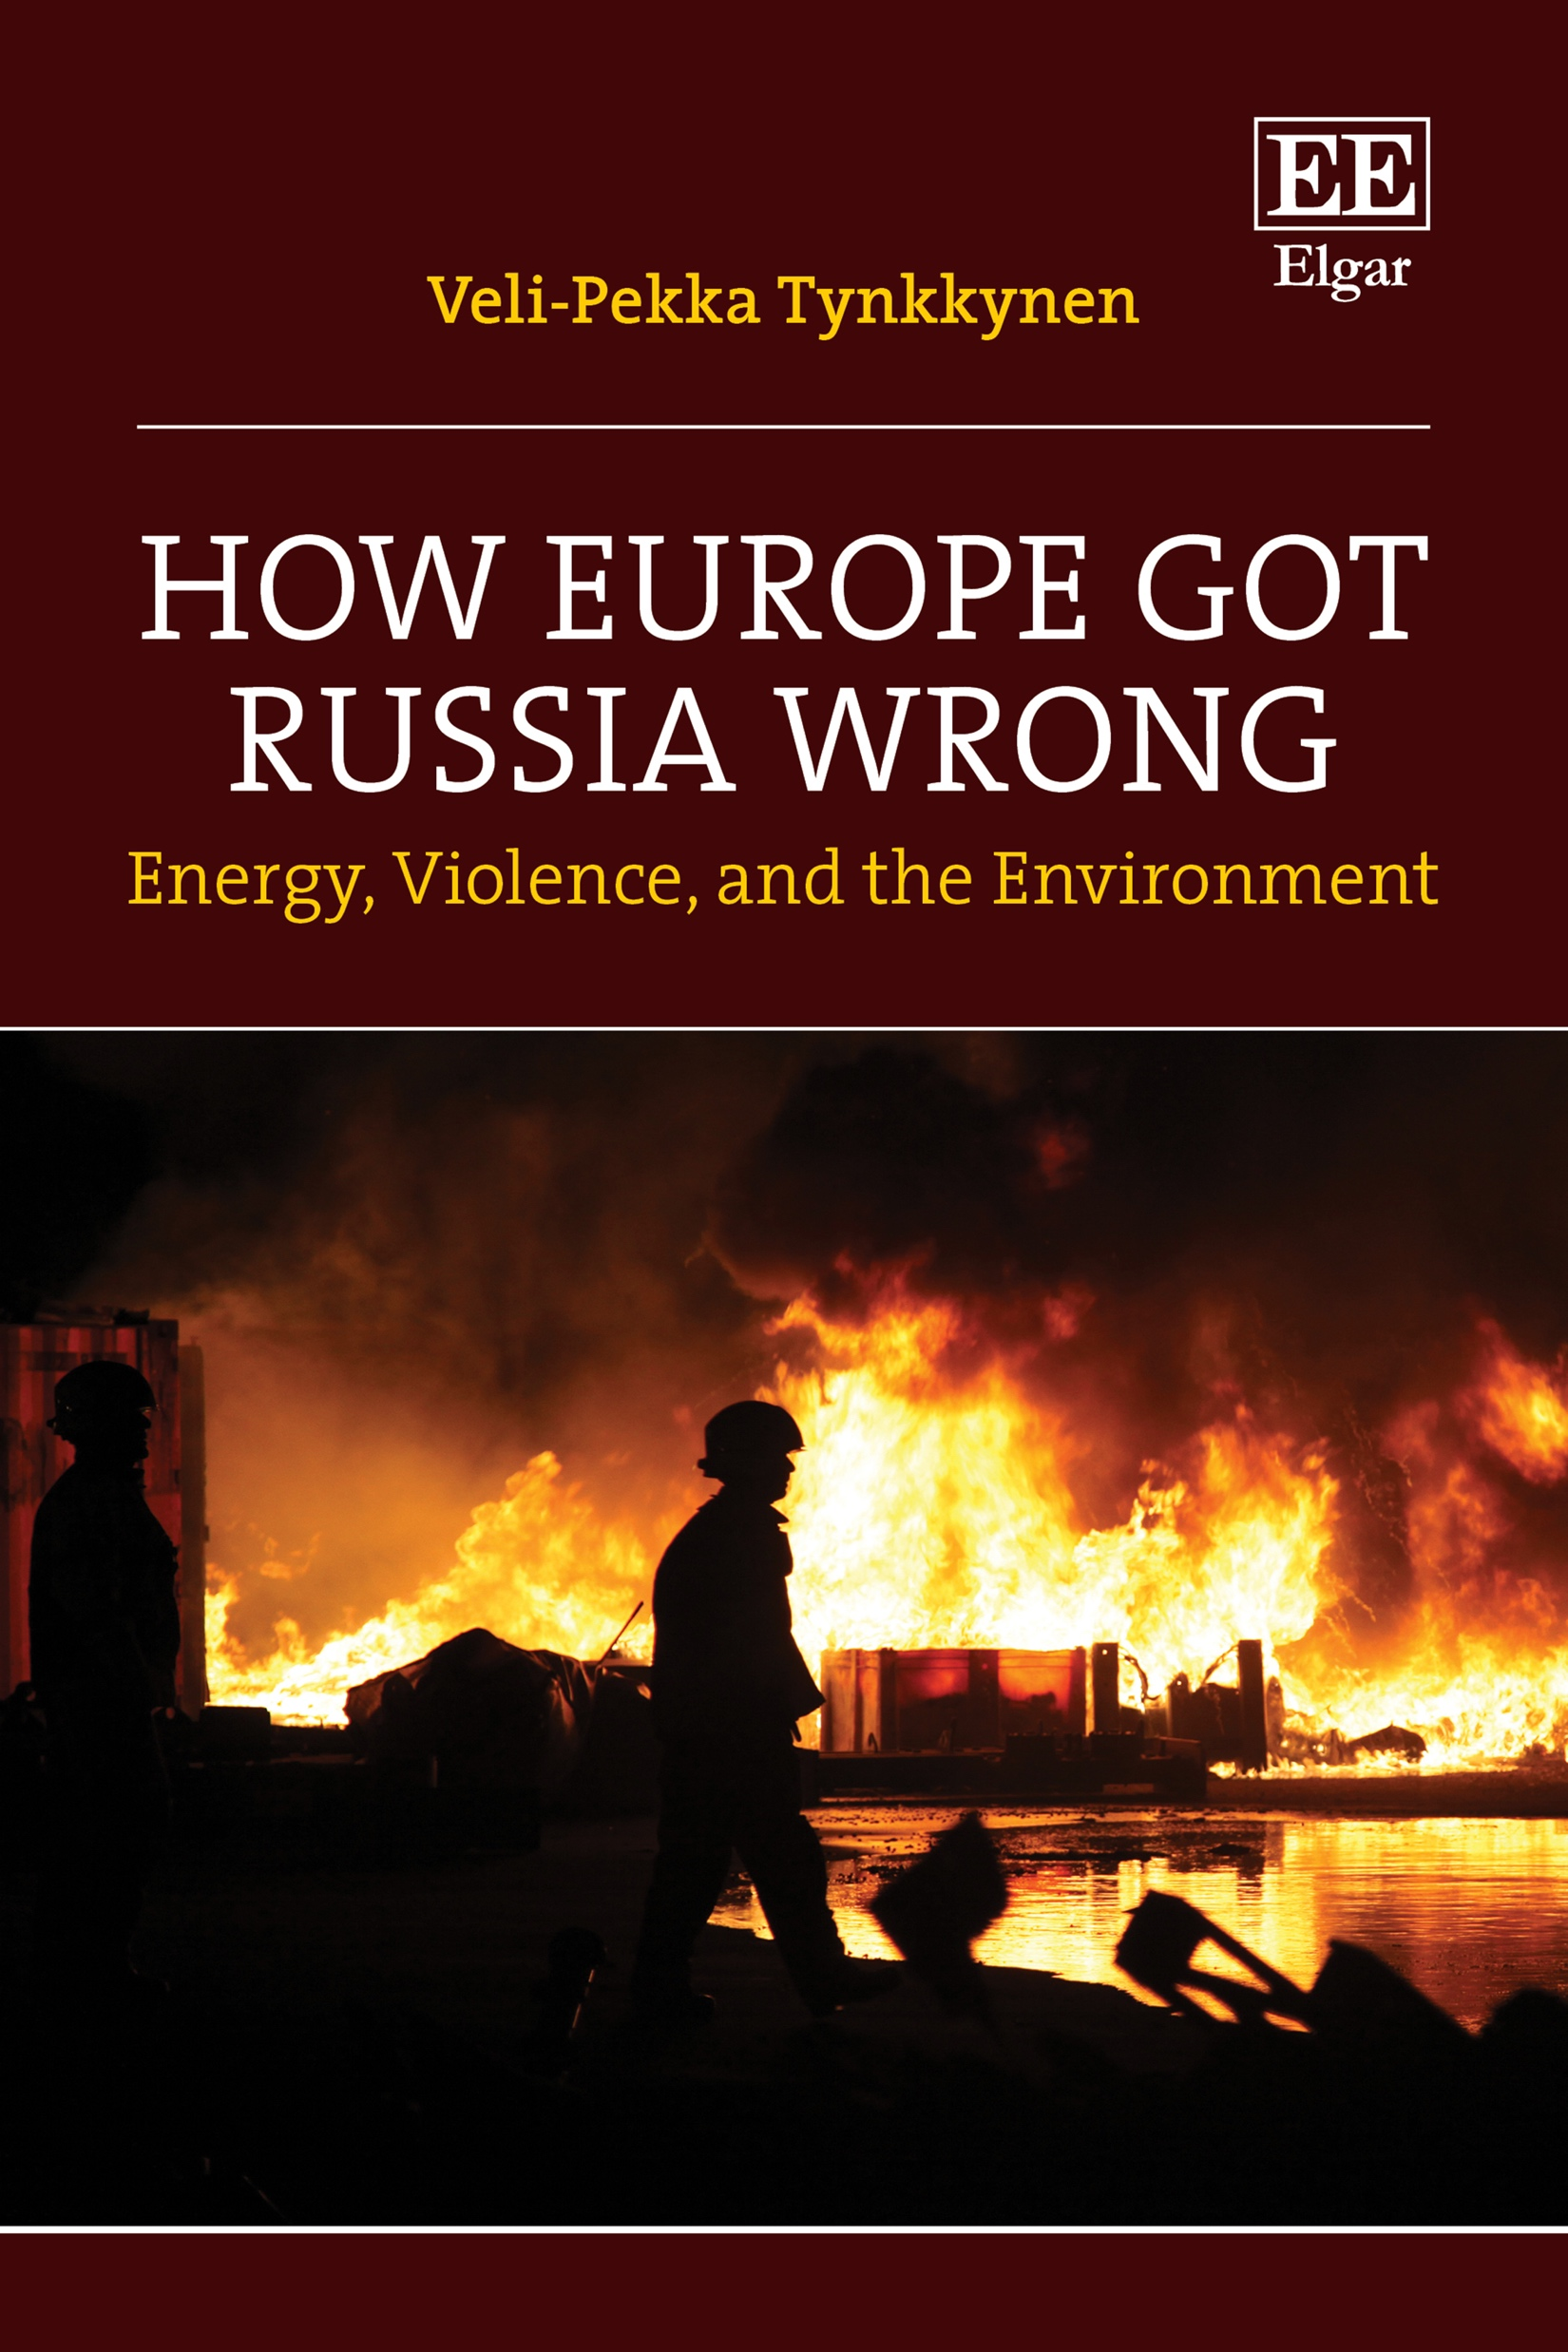 EE
Elgar
Veli-Pekka Tynkkynen
HOW EUROPE GOT
RUSSIA WRONG
Energy, Violence, and the Environment